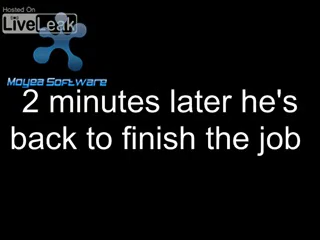 Hosted On
LiveLeak
Moyea Software
2 minutes later he's
back to finish the job